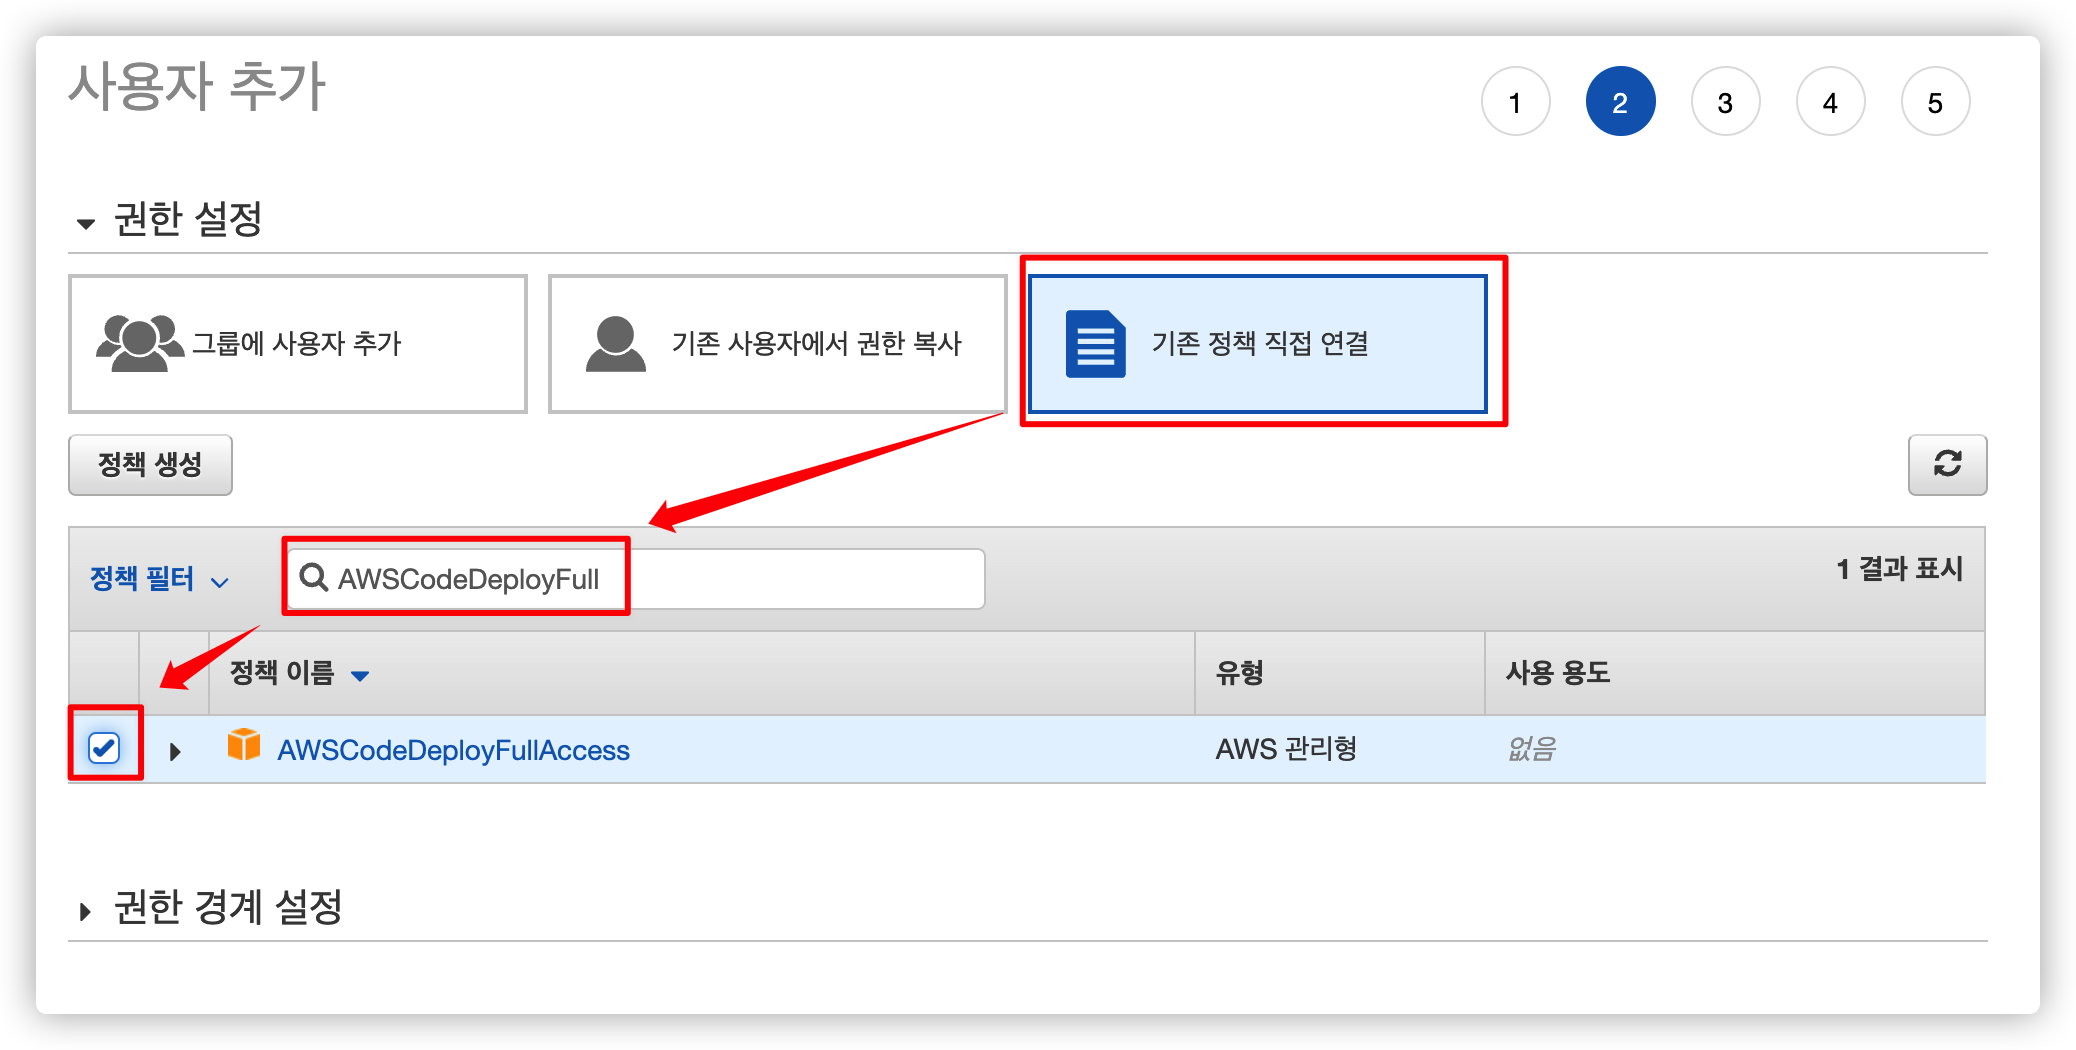 사용자 추가
1 2 3 4 5
권한 설정
그룹에 사용자 추가
기존 사용자에서 권한 복사
기존 정책 직접 연결
정책 생성
정책 필터
AWSCodeDeployFull
1 결과 표시
정책 이름 유형 사용 용도
AWSCodeDeployFullAccess AWS 관리형 없음
권한 경계 설정